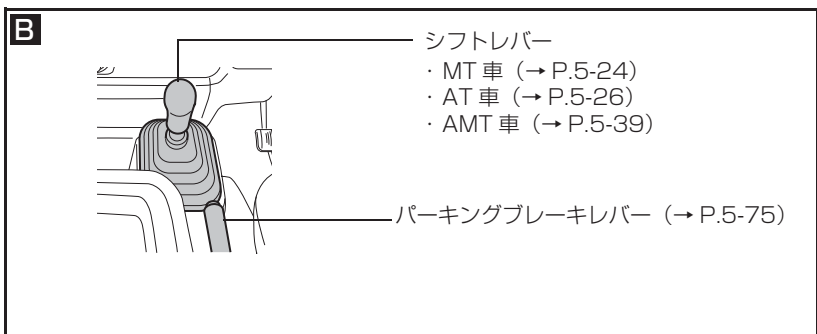 B
シフトレバー
· MT 車（→ P.5-24）
· AT 車（→ P.5-26）
· AMT 車（→ P.5-39）
パーキングブレーキレバー（→ P.5-75）